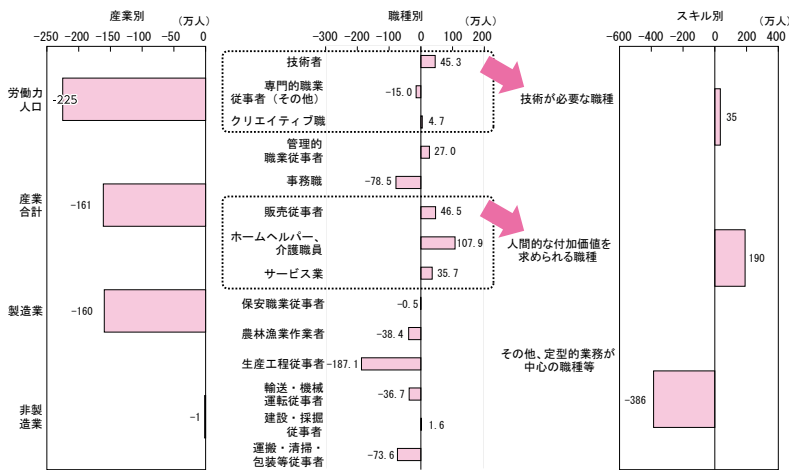 産業別
(万人)
-250 -200 -150 -100 -50 0
労働力
人口
-225
産業
合計
-161
製造業
-160
非製
造業
-1
職種別
(万人)
-300 -200 -100 0 100 200
技術者
45.3
専門的職業
従事者(その他)
-15.0
クリエイティブ職
4.7
管理的
職業従事者
27.0
事務職
-78.5
販売従事者
46.5
ホームヘルパー、
介護職員
107.9
サービス業
35.7
保安職業従事者
-0.5
農林漁業作業者
-38.4
生産工程従事者
-187.1
輸送・機械
運転従事者
-36.7
建設・採掘
従事者
1.6
運搬・清掃・
包装等従事者
-73.6
スキル別
(万人)
-600 -400 -200 0 200 400
技術が必要な職種
35
人間的な付加価値を
求められる職種
190
その他、定型的業務が
中心の職種等
-386